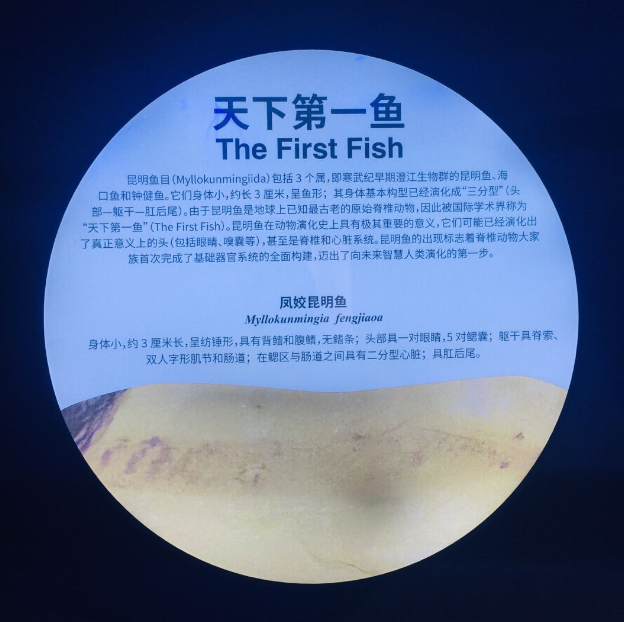 天下第一鱼
The First Fish
昆明鱼目(Myllokunmingiida)包括 3 个属,即寒武纪早期澄江生物群的昆明鱼、海
口鱼和钟健鱼。它们身体小,约长 3 厘米,呈鱼形;其身体基本构型已经演化成“三分型”(头
部—躯干—肛后尾)。由于昆明鱼是地球上已知最古老的原始脊椎动物,因此被国际学术界称为
“天下第一鱼”(The First Fish)。昆明鱼在动物演化史上具有极其重要的意义,它们可能已经演化出
了真正意义上的头(包括眼睛、嗅囊等),甚至是脊椎和心脏系统。昆明鱼的出现标志着脊椎动物大家
族首次完成了基础器官系统的全面构建,迈出了向未来智慧人类演化的第一步。
凤姣昆明鱼
Myllokunmingia fengjiaoa
身体小,约 3 厘米长,呈纺锤形,具有背鳍和腹鳍,无鳍条;头部具一对眼睛,5 对鳃囊;躯干具脊索、
双人字形肌节和肠道;在鳃区与肠道之间具有二分型心脏;具肛后尾。